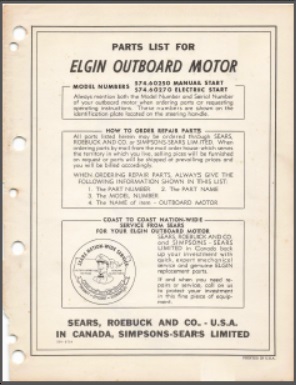 PARTS LIST FOR
ELGIN OUTBOARD MOTOR
MODEL NUMBERS 574.60250 MANUAL START
574.60270 ELECTRIC START
Always mention both the Model Number and Serial Number
of your outboard motor when ordering parts or requesting
operating instructions. These numbers are shown on the
identification plate located on the steering handle.
HOW TO ORDER REPAIR PARTS
All parts listed herein may be ordered through SEARS,
ROEBUCK AND CO. or SIMPSONS-SEARS LIMITED. When
ordering parts by mail from the mail order house which serves
the territory in which you live, selling prices will be furnished
on request or parts will be shipped at prevailing prices and
you will be billed accordingly.
WHEN ORDERING REPAIR PARTS, ALWAYS GIVE THE
FOLLOWING INFORMATION SHOWN IN THIS LIST:
1. The PART NUMBER 2. The PART NAME
3. The MODEL NUMBER
4. The NAME of item - OUTBOARD MOTOR
COAST TO COAST NATION-WIDE
SERVICE FROM SEARS
FOR YOUR ELGIN OUTBOARD MOTOR
SEARS, ROEBUCK AND CO.
and SIMPSONS - SEARS
LIMITED in Canada back
up your investment with
quick, expert mechanical
service and genuine ELGIN
replacement parts.
If and when you need re-
pairs or service, call on us
to protect your investment
in this fine piece of equip-
ment.
SEARS NATION-WIDE SERVICE
SEARS, ROEBUCK AND CO. - U.S.A.
IN CANADA, SIMPSONS-SEARS LIMITED
PRINTED IN U.S.A.